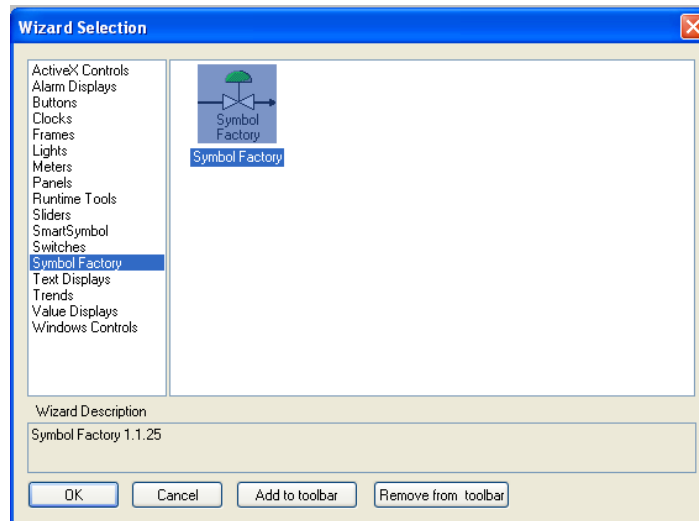 Wizard Selection
ActiveX Controls
Alarm Displays
Buttons
Clocks
Frames
Lights
Meters
Panels
Runtime Tools
Sliders
SmartSymbol
Switches
Symbol Factory
Text Displays
Trends
Value Displays
Windows Controls
Symbol
Factory
Symbol Factory
Wizard Description
Symbol Factory 1.1.25
OK
Cancel
Add to toolbar
Remove from toolbar